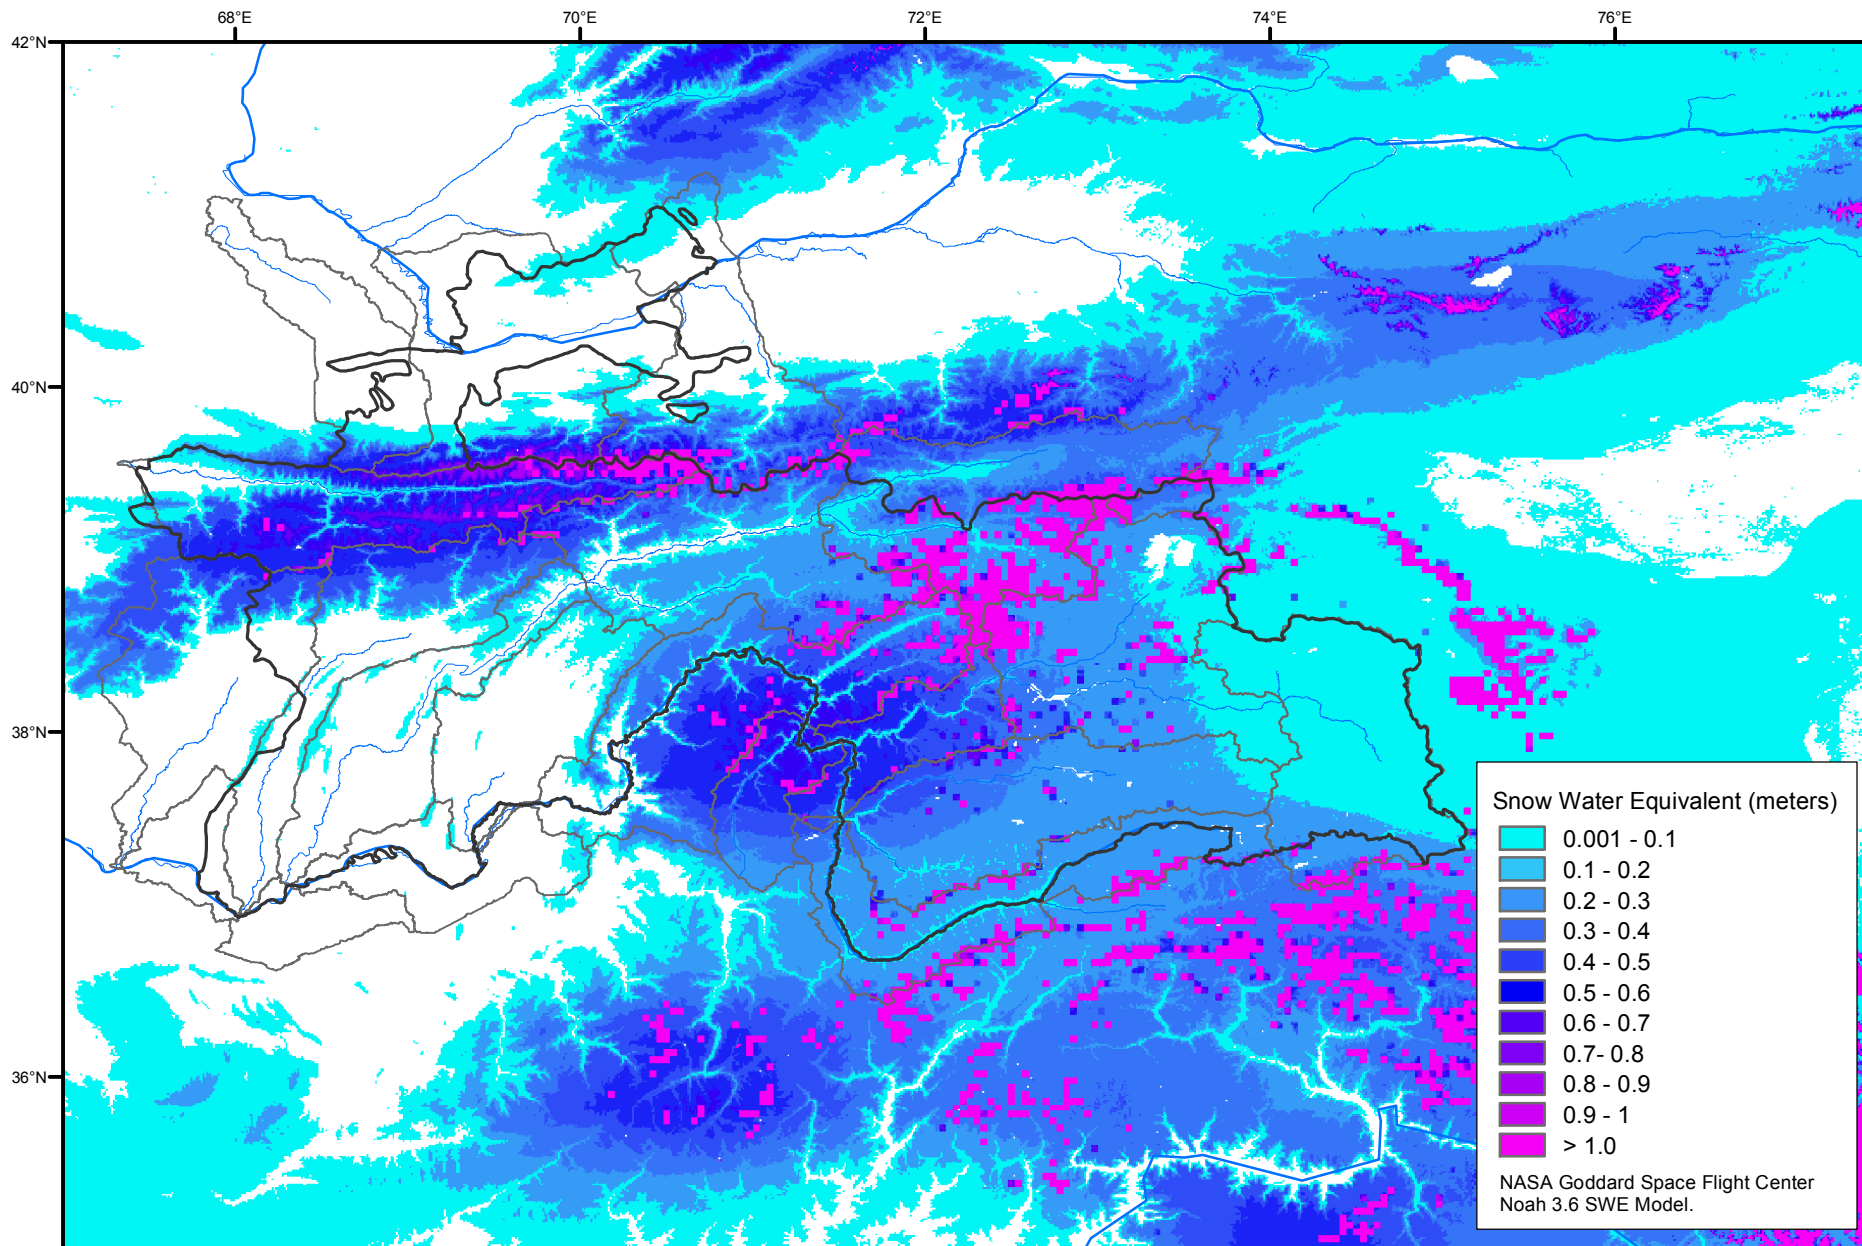 68°E 70°E 72°E 74°E 76°E
42°N
40°N
38°N
36°N
Snow Water Equivalent (meters)
0.001 - 0.1
0.1 - 0.2
0.2 - 0.3
0.3 - 0.4
0.4 - 0.5
0.5 - 0.6
0.6 - 0.7
0.7- 0.8
0.8 - 0.9
0.9 - 1
> 1.0
NASA Goddard Space Flight Center
Noah 3.6 SWE Model.